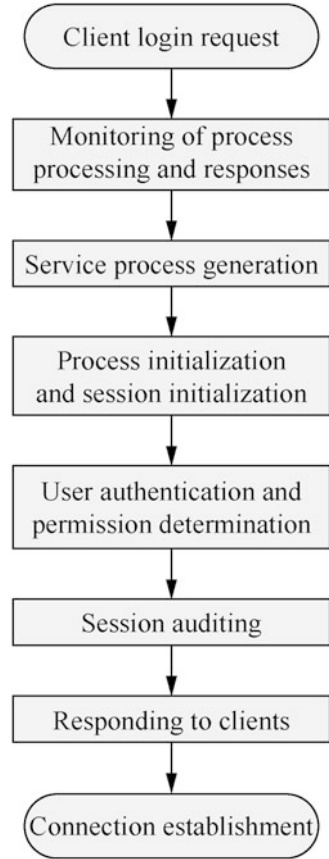 Client login request
Monitoring of process
processing and responses
Service process generation
Process initialization
and session initialization
User authentication and
permission determination
Session auditing
Responding to clients
Connection establishment